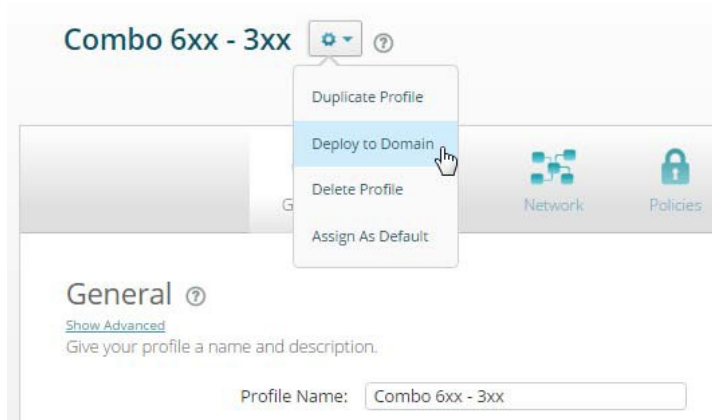 Combo 6xx - 3xx ?
Duplicate Profile
Deploy to Domain
Delete Profile
Assign As Default
G
Network
Policies
General ?
Show Advanced
Give your profile a name and description.
Profile Name: Combo 6xx - 3xx